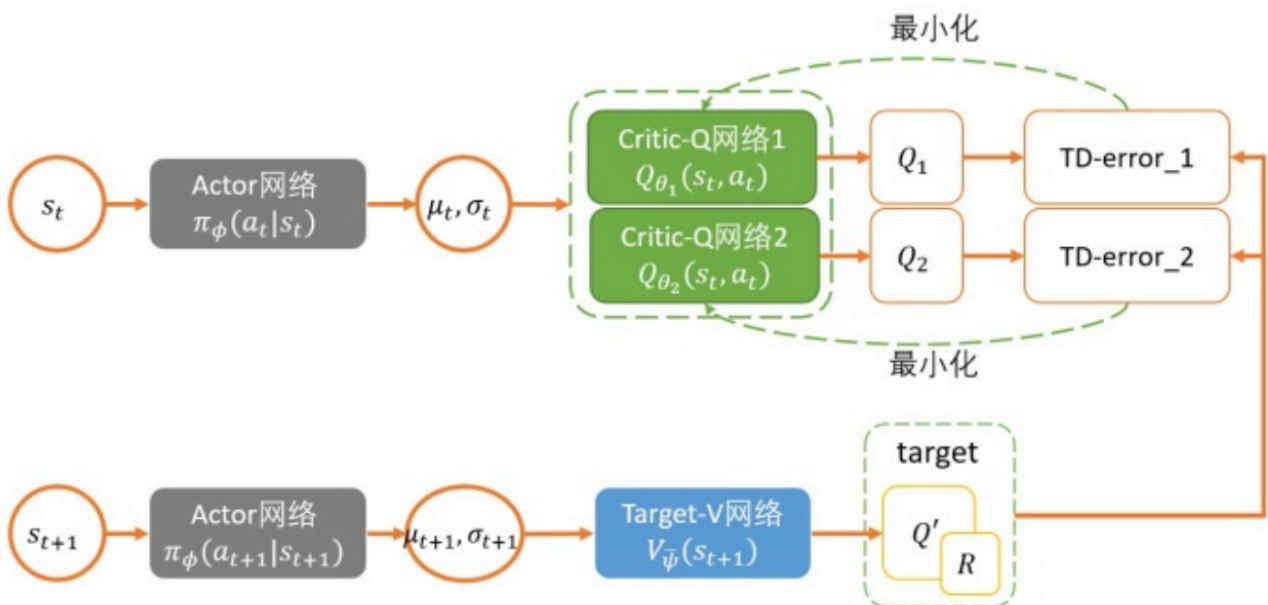 最小化
s_t
Actor网络
π_ϕ(a_t|s_t)
μ_t, σ_t
Critic-Q网络1
Q_{θ_1}(s_t, a_t)
Q_1
TD-error_1
Critic-Q网络2
Q_{θ_2}(s_t, a_t)
Q_2
TD-error_2
最小化
target
s_{t+1}
Actor网络
π_ϕ(a_{t+1}|s_{t+1})
μ_{t+1}, σ_{t+1}
Target-V网络
V_{ψ̄}(s_{t+1})
Q′
R